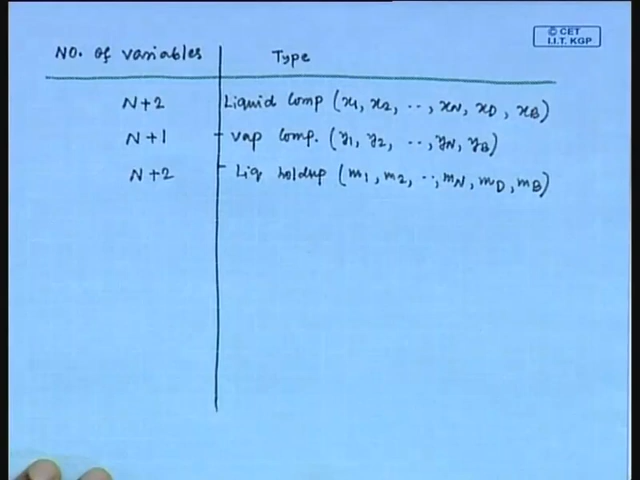 © CET
I.I.T. KGP
NO. of variables Type
N+2 Liquid Comp (x1, x2, .., xN, xD, xB)
N+1 Vap comp. (y1, y2, .., yN, yB)
N+2 Liq holdup (m1, m2, .., mN, mD, mB)